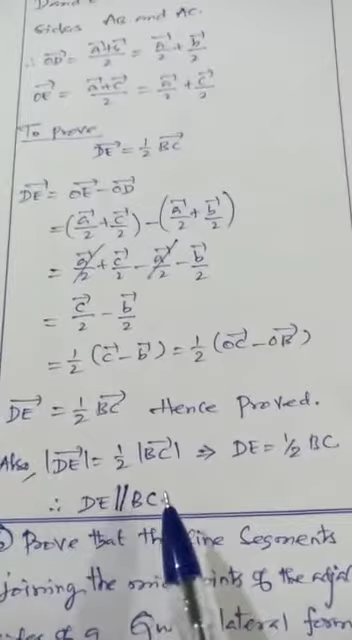 D and E
Sides AB and AC.
∴ OD = (a+c)/2 = a/2 + b/2
OE = (a+c)/2 = a/2 + c/2
To Prove
DE = 1/2 BC
DE = OE - OD
= (a/2 + c/2) - (a/2 + b/2)
= a/2 + c/2 - a/2 - b/2
= c/2 - b/2
= 1/2 (c - b) = 1/2 (OC - OB)
DE = 1/2 BC Hence Proved.
Also, |DE| = 1/2 |BC| ⇒ DE = 1/2 BC
∴ DE // BC
Prove that the line Segments
joining the mid points of the
of a lateral form